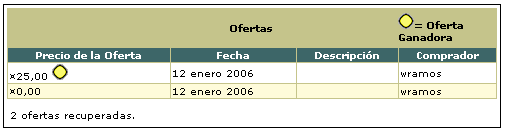 Ofertas
= Oferta Ganadora
Precio de la Oferta Fecha Descripción Comprador
¤25,00 12 enero 2006 wramos
¤0,00 12 enero 2006 wramos
2 ofertas recuperadas.